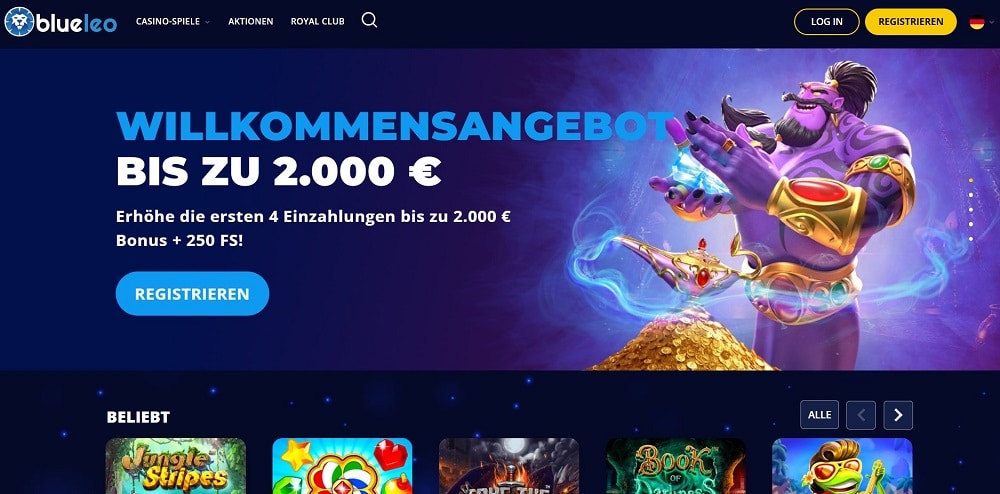 blueleo
CASINO-SPIELE
AKTIONEN
ROYAL CLUB
LOG IN
REGISTRIEREN
WILLKOMMENSANGEBOT
BIS ZU 2.000 €
Erhöhe die ersten 4 Einzahlungen bis zu 2.000 €
Bonus + 250 FS!
REGISTRIEREN
BELIEBT
ALLE
Jungle
Stripes
BOOK
OF